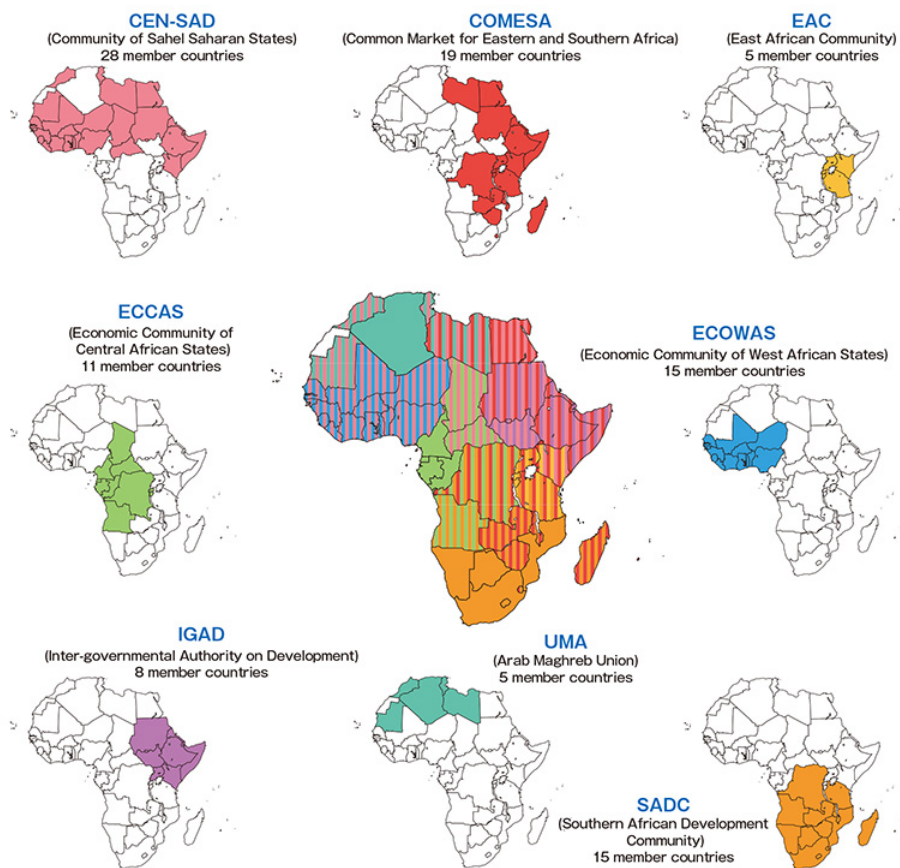 CEN-SAD
(Community of Sahel Saharan States)
28 member countries
COMESA
(Common Market for Eastern and Southern Africa)
19 member countries
EAC
(East African Community)
5 member countries
ECCAS
(Economic Community of
Central African States)
11 member countries
ECOWAS
(Economic Community of West African States)
15 member countries
IGAD
(Inter-governmental Authority on Development)
8 member countries
UMA
(Arab Maghreb Union)
5 member countries
SADC
(Southern African Development
Community)
15 member countries